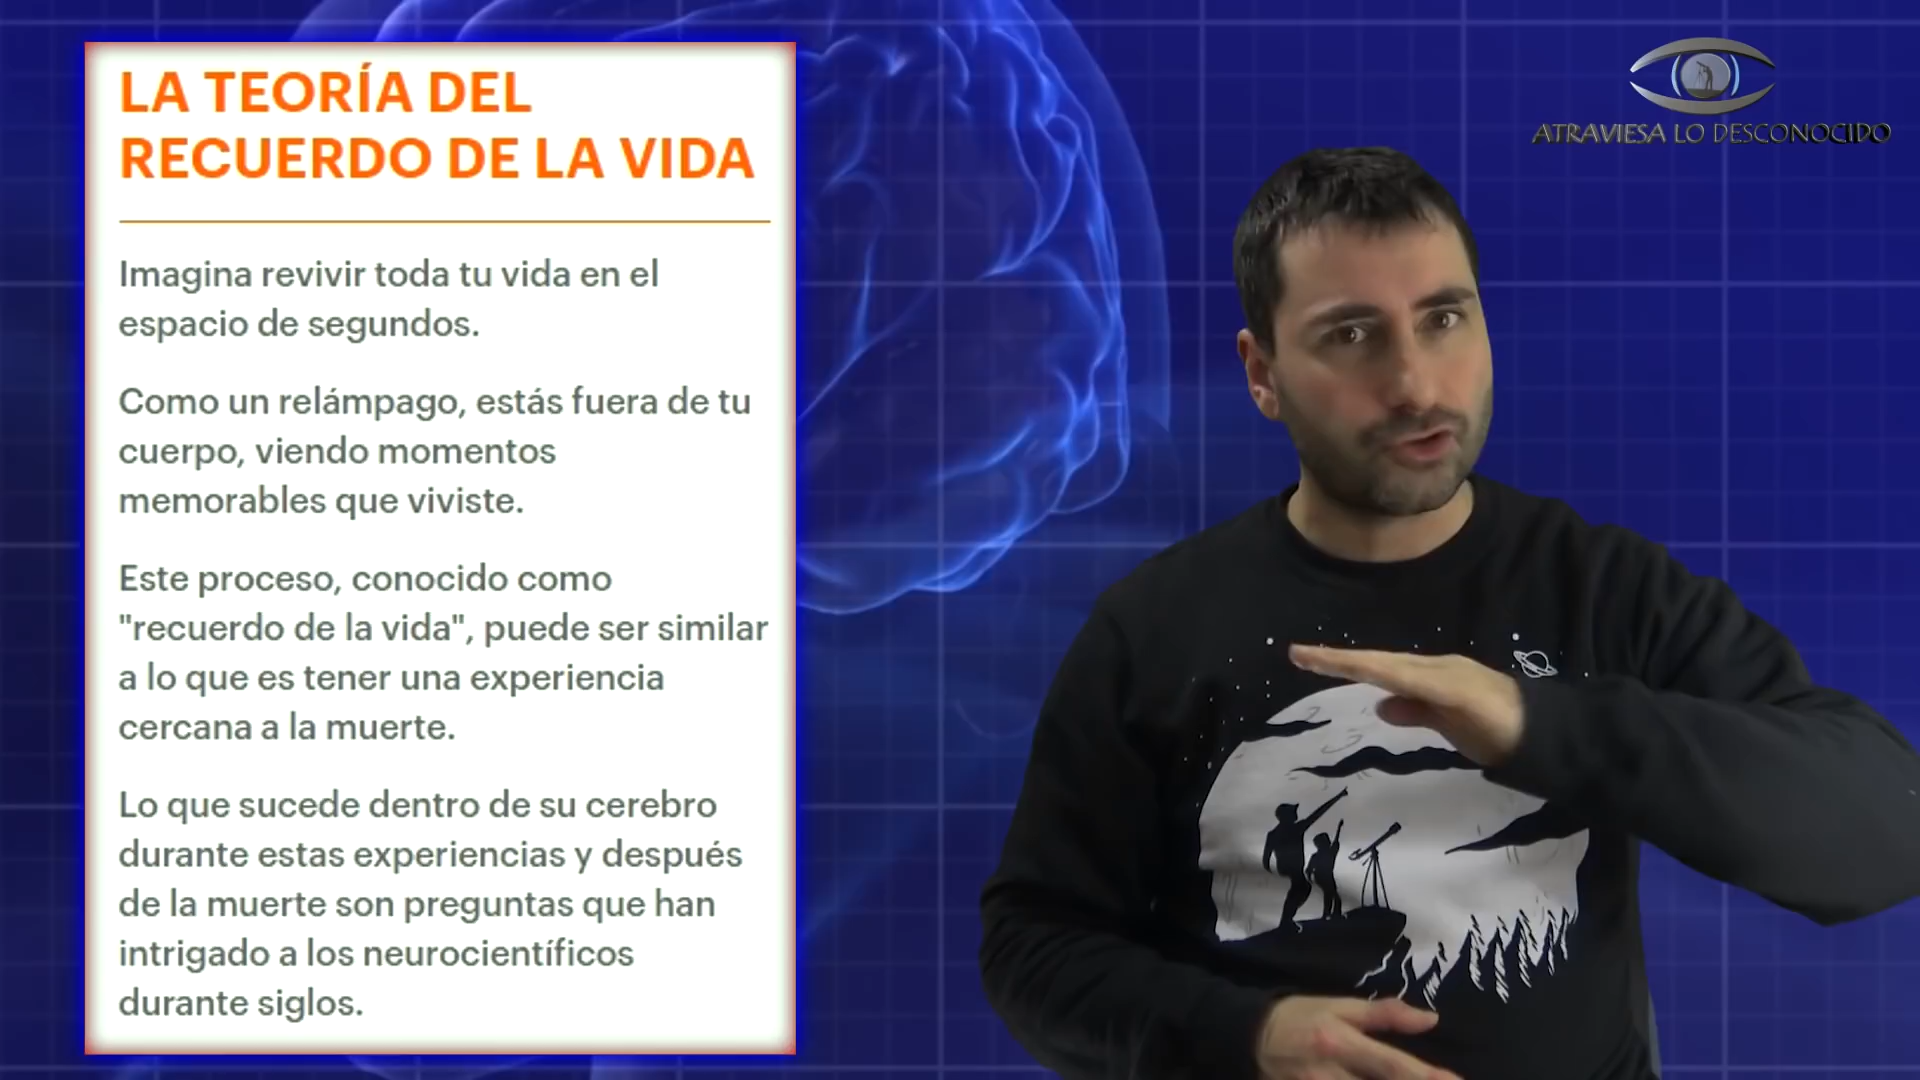 LA TEORÍA DEL
RECUERDO DE LA VIDA
Imagina revivir toda tu vida en el
espacio de segundos.
Como un relámpago, estás fuera de tu
cuerpo, viendo momentos
memorables que viviste.
Este proceso, conocido como
"recuerdo de la vida", puede ser similar
a lo que es tener una experiencia
cercana a la muerte.
Lo que sucede dentro de su cerebro
durante estas experiencias y después
de la muerte son preguntas que han
intrigado a los neurocientíficos
durante siglos.
ATRAVIESA LO DESCONOCIDO